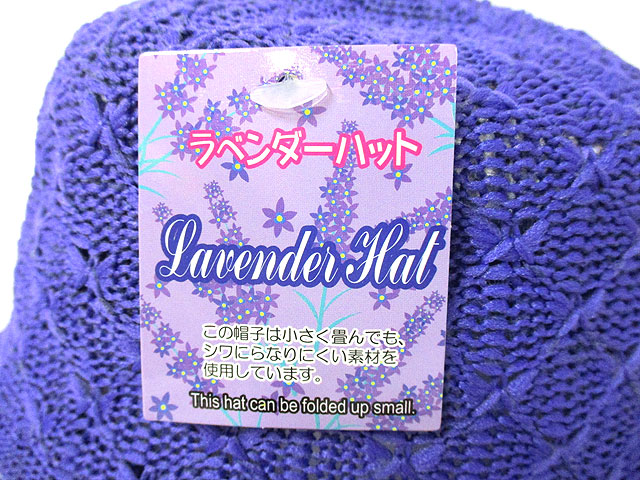 ラベンダーハット
Lavender Hat
この帽子は小さく畳んでも、
シワにらなりにくい素材を
使用しています。
This hat can be folded up small.